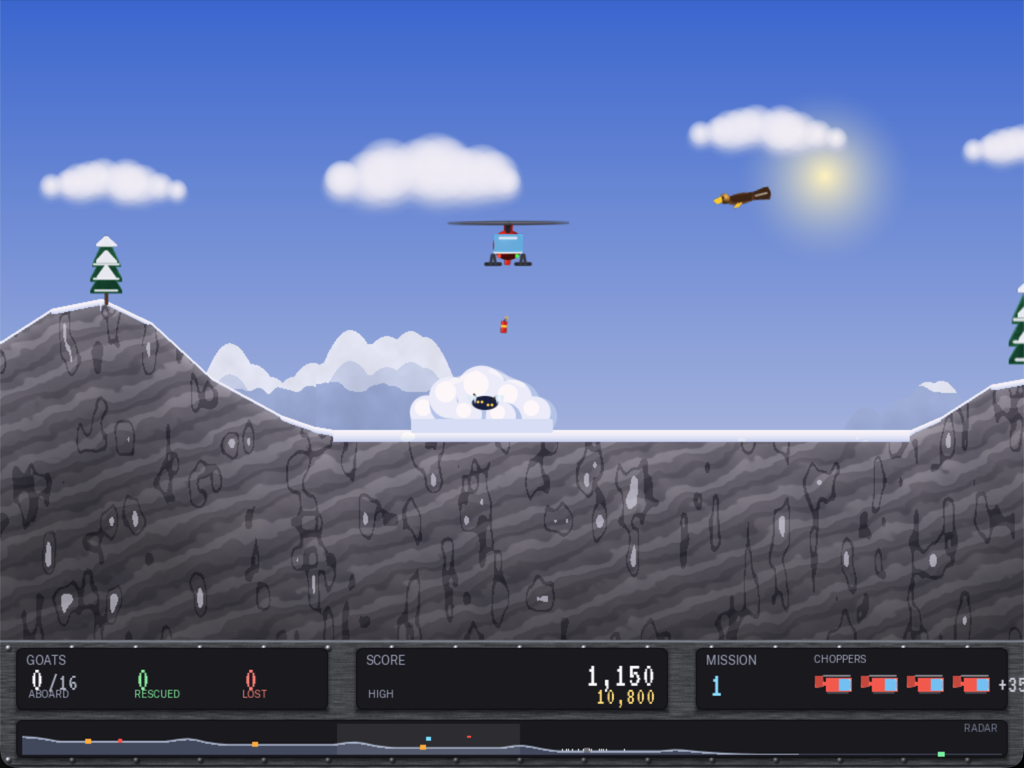 GOATS
0/16
ABOARD
0
RESCUED
0
LOST
SCORE
1,150
HIGH
10,800
MISSION
1
CHOPPERS
+35
RADAR